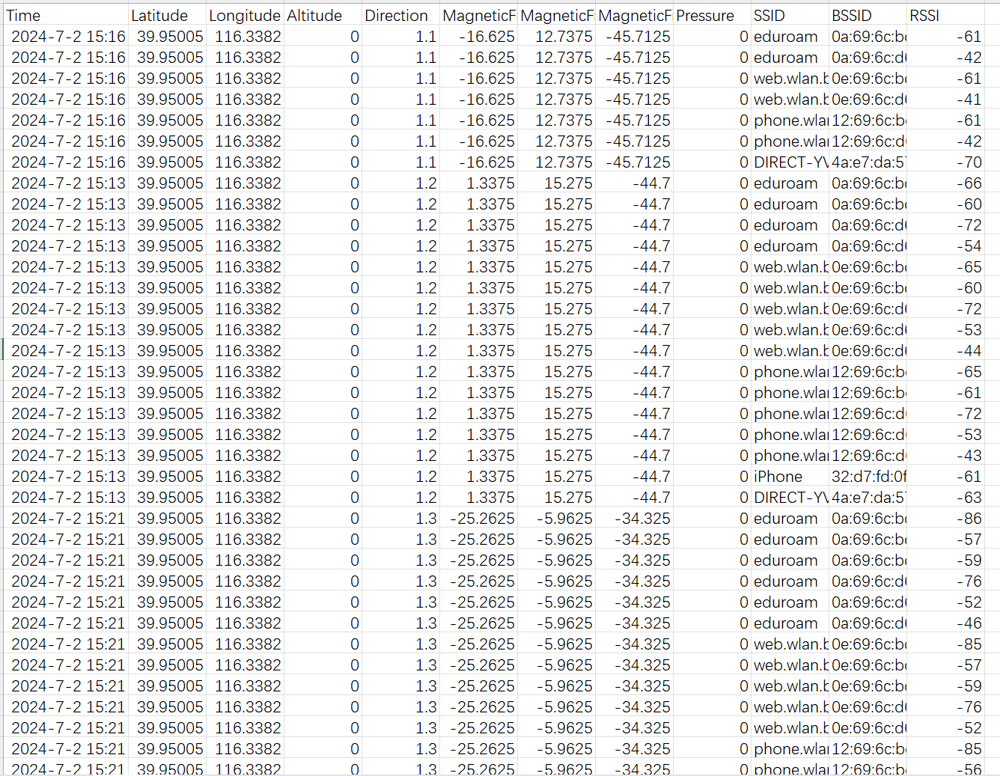 Time Latitude Longitude Altitude Direction MagneticF MagneticF MagneticF Pressure SSID BSSID RSSI
2024-7-2 15:16 39.95005 116.3382 0 1.1 -16.625 12.7375 -45.7125 0 eduroam 0a:69:6c:bc -61
2024-7-2 15:16 39.95005 116.3382 0 1.1 -16.625 12.7375 -45.7125 0 eduroam 0a:69:6c:d6 -42
2024-7-2 15:16 39.95005 116.3382 0 1.1 -16.625 12.7375 -45.7125 0 web.wlan.b 0e:69:6c:bc -61
2024-7-2 15:16 39.95005 116.3382 0 1.1 -16.625 12.7375 -45.7125 0 web.wlan.b 0e:69:6c:d6 -41
2024-7-2 15:16 39.95005 116.3382 0 1.1 -16.625 12.7375 -45.7125 0 phone.wlan 12:69:6c:bc -61
2024-7-2 15:16 39.95005 116.3382 0 1.1 -16.625 12.7375 -45.7125 0 phone.wlan 12:69:6c:d -42
2024-7-2 15:16 39.95005 116.3382 0 1.1 -16.625 12.7375 -45.7125 0 DIRECT-YV 4a:e7:da:57 -70
2024-7-2 15:13 39.95005 116.3382 0 1.2 1.3375 15.275 -44.7 0 eduroam 0a:69:6c:bc -66
2024-7-2 15:13 39.95005 116.3382 0 1.2 1.3375 15.275 -44.7 0 eduroam 0a:69:6c:bc -60
2024-7-2 15:13 39.95005 116.3382 0 1.2 1.3375 15.275 -44.7 0 eduroam 0a:69:6c:d6 -72
2024-7-2 15:13 39.95005 116.3382 0 1.2 1.3375 15.275 -44.7 0 eduroam 0a:69:6c:d6 -54
2024-7-2 15:13 39.95005 116.3382 0 1.2 1.3375 15.275 -44.7 0 web.wlan.b 0e:69:6c:bc -65
2024-7-2 15:13 39.95005 116.3382 0 1.2 1.3375 15.275 -44.7 0 web.wlan.b 0e:69:6c:bc -60
2024-7-2 15:13 39.95005 116.3382 0 1.2 1.3375 15.275 -44.7 0 web.wlan.b 0e:69:6c:d6 -72
2024-7-2 15:13 39.95005 116.3382 0 1.2 1.3375 15.275 -44.7 0 web.wlan.b 0e:69:6c:d6 -53
2024-7-2 15:13 39.95005 116.3382 0 1.2 1.3375 15.275 -44.7 0 web.wlan.b 0e:69:6c:d6 -44
2024-7-2 15:13 39.95005 116.3382 0 1.2 1.3375 15.275 -44.7 0 phone.wlan 12:69:6c:bc -65
2024-7-2 15:13 39.95005 116.3382 0 1.2 1.3375 15.275 -44.7 0 phone.wlan 12:69:6c:bc -61
2024-7-2 15:13 39.95005 116.3382 0 1.2 1.3375 15.275 -44.7 0 phone.wlan 12:69:6c:d -72
2024-7-2 15:13 39.95005 116.3382 0 1.2 1.3375 15.275 -44.7 0 phone.wlan 12:69:6c:d -53
2024-7-2 15:13 39.95005 116.3382 0 1.2 1.3375 15.275 -44.7 0 phone.wlan 12:69:6c:d -43
2024-7-2 15:13 39.95005 116.3382 0 1.2 1.3375 15.275 -44.7 0 iPhone 32:d7:fd:0f -61
2024-7-2 15:13 39.95005 116.3382 0 1.2 1.3375 15.275 -44.7 0 DIRECT-YV 4a:e7:da:57 -63
2024-7-2 15:21 39.95005 116.3382 0 1.3 -25.2625 -5.9625 -34.325 0 eduroam 0a:69:6c:bc -86
2024-7-2 15:21 39.95005 116.3382 0 1.3 -25.2625 -5.9625 -34.325 0 eduroam 0a:69:6c:bc -57
2024-7-2 15:21 39.95005 116.3382 0 1.3 -25.2625 -5.9625 -34.325 0 eduroam 0a:69:6c:bc -59
2024-7-2 15:21 39.95005 116.3382 0 1.3 -25.2625 -5.9625 -34.325 0 eduroam 0a:69:6c:d6 -76
2024-7-2 15:21 39.95005 116.3382 0 1.3 -25.2625 -5.9625 -34.325 0 eduroam 0a:69:6c:d6 -52
2024-7-2 15:21 39.95005 116.3382 0 1.3 -25.2625 -5.9625 -34.325 0 eduroam 0a:69:6c:d6 -46
2024-7-2 15:21 39.95005 116.3382 0 1.3 -25.2625 -5.9625 -34.325 0 web.wlan.b 0e:69:6c:bc -85
2024-7-2 15:21 39.95005 116.3382 0 1.3 -25.2625 -5.9625 -34.325 0 web.wlan.b 0e:69:6c:bc -57
2024-7-2 15:21 39.95005 116.3382 0 1.3 -25.2625 -5.9625 -34.325 0 web.wlan.b 0e:69:6c:bc -59
2024-7-2 15:21 39.95005 116.3382 0 1.3 -25.2625 -5.9625 -34.325 0 web.wlan.b 0e:69:6c:d6 -76
2024-7-2 15:21 39.95005 116.3382 0 1.3 -25.2625 -5.9625 -34.325 0 web.wlan.b 0e:69:6c:d6 -52
2024-7-2 15:21 39.95005 116.3382 0 1.3 -25.2625 -5.9625 -34.325 0 phone.wlan 12:69:6c:bc -85
2024-7-2 15:21 39.95005 116.3382 0 1.3 -25.2625 -5.9625 -34.325 0 phone.wlan 12:69:6c:bc -56